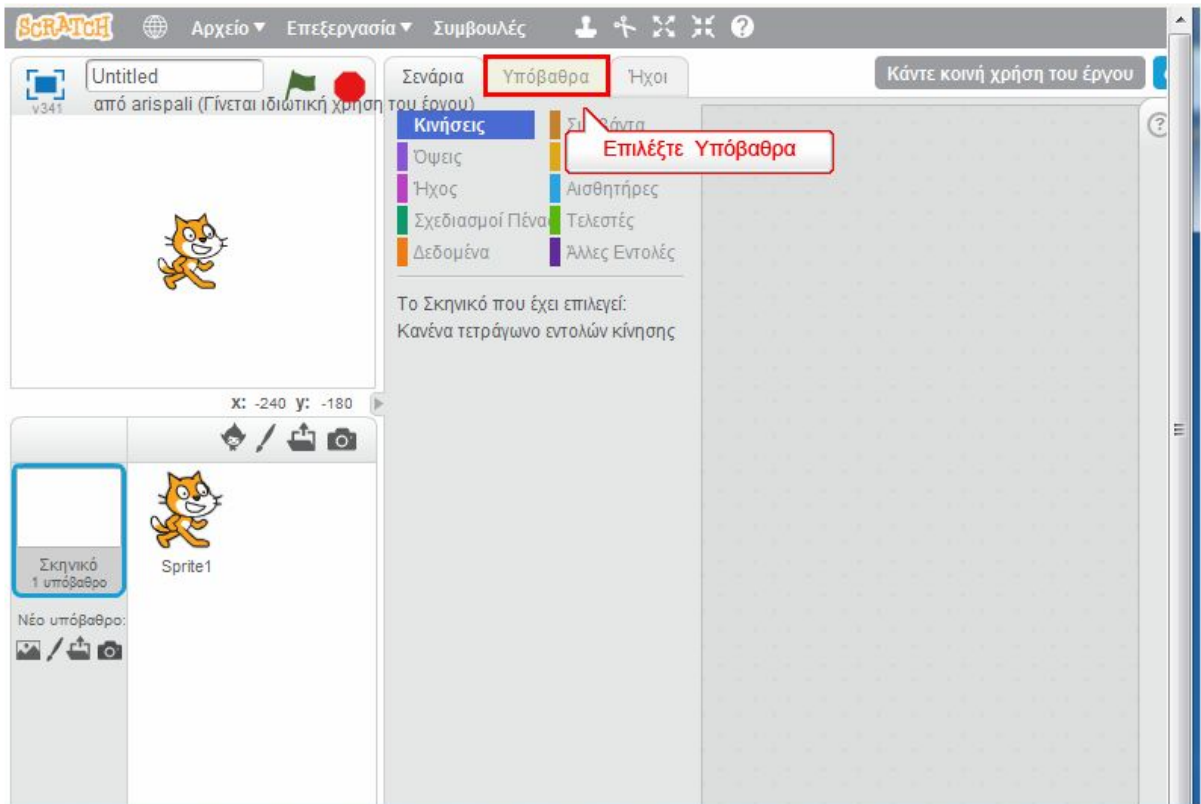 SCRATCH Αρχείο Επεξεργασία Συμβουλές
v341
Untitled
από arispali (Γίνεται ιδιωτική χρήση του έργου)
Σενάρια Υπόβαθρα Ήχοι
Κάντε κοινή χρήση του έργου
Κινήσεις
Επιλέξτε Υπόβαθρα
Όψεις
Ήχος Αισθητήρες
Σχεδιασμοί Πένας Τελεστές
Δεδομένα Άλλες Εντολές
Το Σκηνικό που έχει επιλεγεί:
Κανένα τετράγωνο εντολών κίνησης
x: -240 y: -180
Σκηνικό
1 υπόβαθρο
Sprite1
Νέο υπόβαθρο: